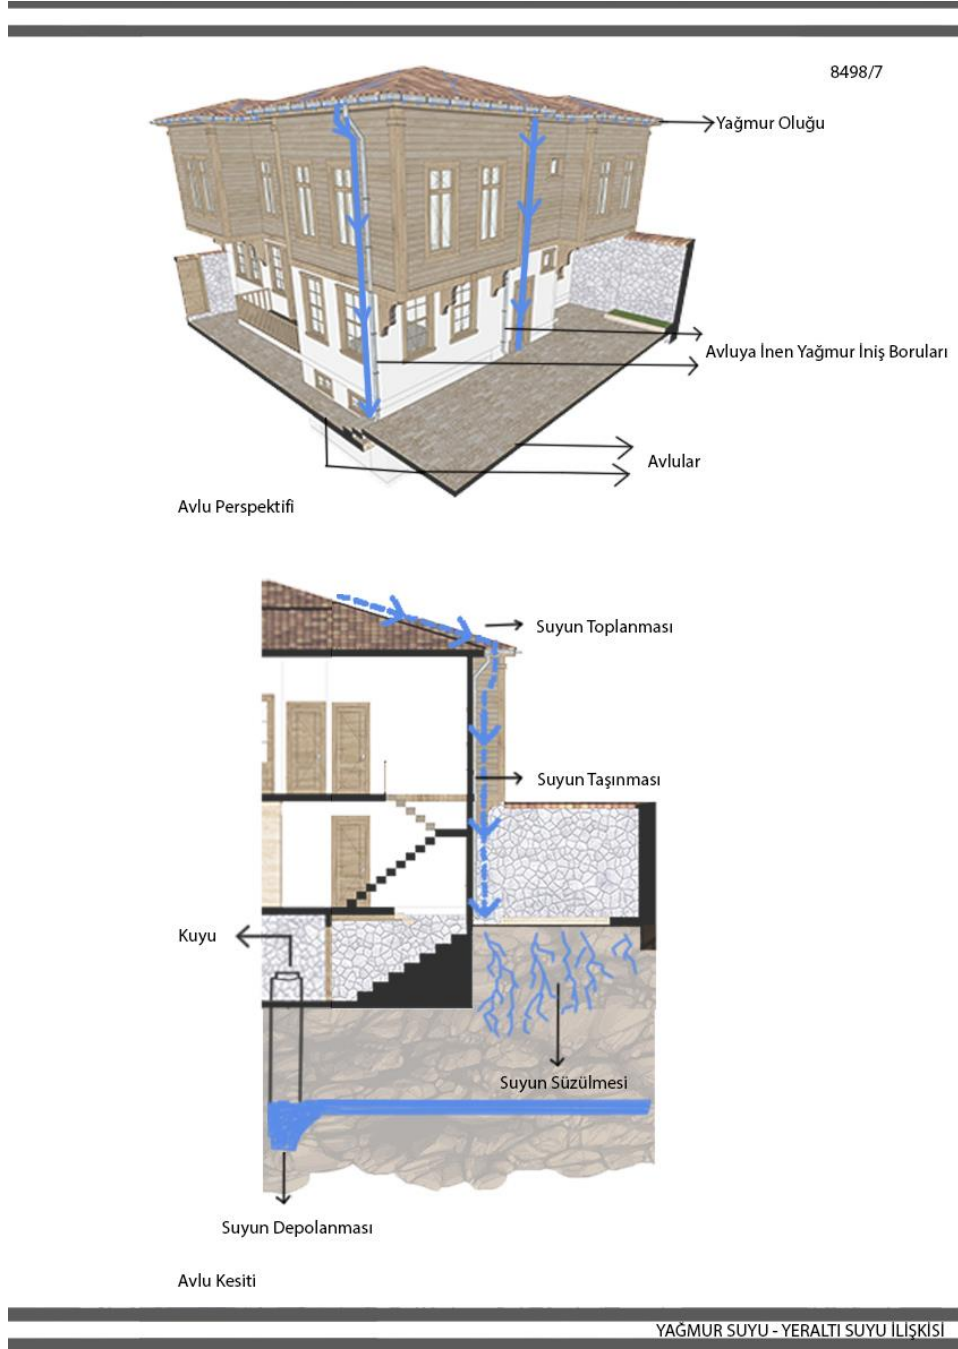 8498/7
Yağmur Oluğu
Avluya İnen Yağmur İniş Boruları
Avlular
Avlu Perspektifi
Suyun Toplanması
Suyun Taşınması
Kuyu
Suyun Süzülmesi
Suyun Depolanması
Avlu Kesiti
YAĞMUR SUYU - YERALTI SUYU İLİŞKİSİ